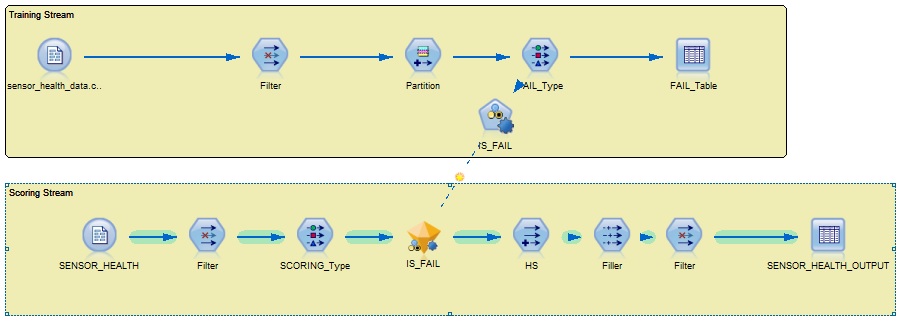 Training Stream
sensor_health_data.c..
Filter
Partition
AIL_Type
FAIL_Table
IS_FAIL
Scoring Stream
SENSOR_HEALTH
Filter
SCORING_Type
IS_FAIL
HS
Filler
Filter
SENSOR_HEALTH_OUTPUT